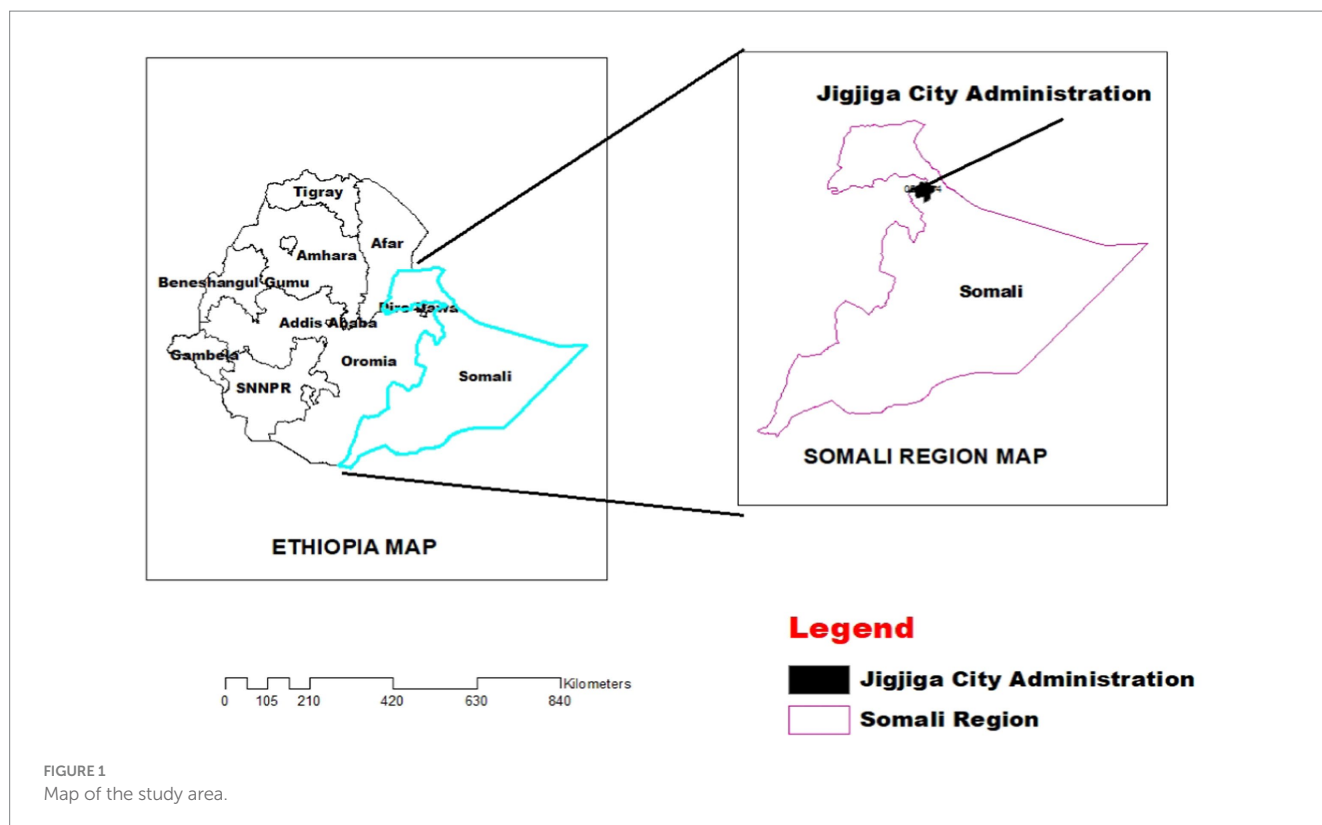 Jigjiga City Administration
Tigray
Afar
Amhara
Beneshangul Gumu
Dire Dawa
Addis Ababa
Gambela
Oromia
SNNPR
Somali
ETHIOPIA MAP
Somali
SOMALI REGION MAP
Legend
Jigjiga City Administration
Somali Region
Kilometers
0 105 210 420 630 840
FIGURE 1
Map of the study area.